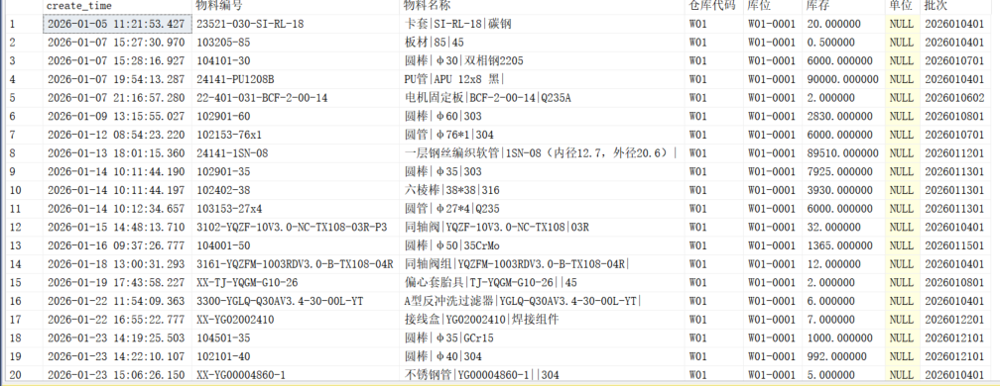 create_time 物料编号 物料名称 仓库代码 库位 库存 单位 批次
1 2026-01-05 11:21:53.427 23521-030-SI-RL-18 卡套|SI-RL-18|碳钢 W01 W01-0001 20.000000 NULL 2026010401
2 2026-01-07 15:27:30.970 103205-85 板材|85|45 W01 W01-0001 0.500000 NULL 2026010401
3 2026-01-07 15:28:16.927 104101-30 圆棒|φ30|双相钢2205 W01 W01-0001 6000.000000 NULL 2026010701
4 2026-01-07 19:54:13.287 24141-PU1208B PU管|APU 12x8 黑| W01 W01-0001 90000.000000 NULL 2026010401
5 2026-01-07 21:16:57.280 22-401-031-BCF-2-00-14 电机固定板|BCF-2-00-14|Q235A W01 W01-0001 2.000000 NULL 2026010602
6 2026-01-09 13:15:55.027 102901-60 圆棒|φ60|303 W01 W01-0001 2830.000000 NULL 2026010801
7 2026-01-12 08:54:23.220 102153-76x1 圆管|φ76*1|304 W01 W01-0001 6000.000000 NULL 2026010701
8 2026-01-13 18:01:15.360 24141-1SN-08 一层钢丝编织软管|1SN-08（内径12.7，外径20.6）| W01 W01-0001 89510.000000 NULL 2026011201
9 2026-01-14 10:11:44.190 102901-35 圆棒|φ35|303 W01 W01-0001 7925.000000 NULL 2026011301
10 2026-01-14 10:11:44.197 102402-38 六棱棒|38*38|316 W01 W01-0001 3930.000000 NULL 2026011301
11 2026-01-14 10:12:34.657 103153-27x4 圆管|φ27*4|Q235 W01 W01-0001 6000.000000 NULL 2026011301
12 2026-01-15 14:48:13.710 3102-YQZF-10V3.0-NC-TX108-03R-P3 同轴阀|YQZF-10V3.0-NC-TX108|03R W01 W01-0001 32.000000 NULL 2026010401
13 2026-01-16 09:37:26.777 104001-50 圆棒|φ50|35CrMo W01 W01-0001 1365.000000 NULL 2026011501
14 2026-01-18 13:00:31.293 3161-YQZFM-1003RDV3.0-B-TX108-04R 同轴阀组|YQZFM-1003RDV3.0-B-TX108-04R| W01 W01-0001 12.000000 NULL 2026010401
15 2026-01-19 17:43:58.227 XX-TJ-YQGM-G10-26 偏心套胎具|TJ-YQGM-G10-26||45 W01 W01-0001 2.000000 NULL 2026010801
16 2026-01-22 11:54:09.363 3300-YGLQ-Q30AV3.4-30-00L-YT A型反冲洗过滤器|YGLQ-Q30AV3.4-30-00L-YT| W01 W01-0001 6.000000 NULL 2026010401
17 2026-01-22 16:55:22.777 XX-YG02002410 接线盒|YG02002410|焊接组件 W01 W01-0001 7.000000 NULL 2026012201
18 2026-01-23 14:19:25.503 104501-35 圆棒|φ35|GCr15 W01 W01-0001 1000.000000 NULL 2026012101
19 2026-01-23 14:22:10.107 102101-40 圆棒|φ40|304 W01 W01-0001 992.000000 NULL 2026012101
20 2026-01-23 15:06:26.150 XX-YG00004860-1 不锈钢管|YG00004860-1||304 W01 W01-0001 5.000000 NULL 2026010401